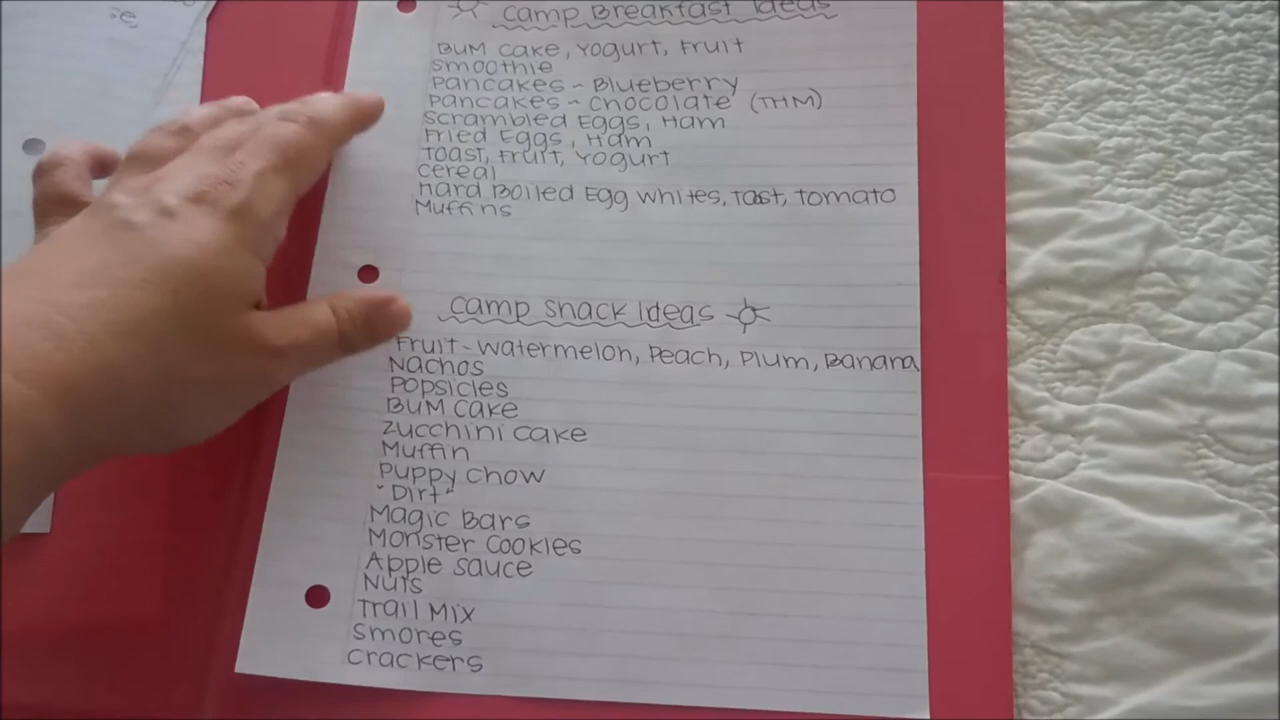 se
Camp Breakfast Ideas
BUM Cake, Yogurt, Fruit
Smoothie
Pancakes ~ Blueberry
Pancakes ~ Chocolate (THM)
Scrambled Eggs, Ham
Fried Eggs, Ham
Toast, Fruit, Yogurt
Cereal
Hard Boiled Egg Whites, Toast, Tomato
Muffins
Camp Snack Ideas
Fruit - Watermelon, Peach, Plum, Banana
Nachos
Popsicles
BUM Cake
Zucchini Cake
Muffin
Puppy Chow
"Dirt"
Magic Bars
Monster Cookies
Apple Sauce
Nuts
Trail Mix
Smores
Crackers